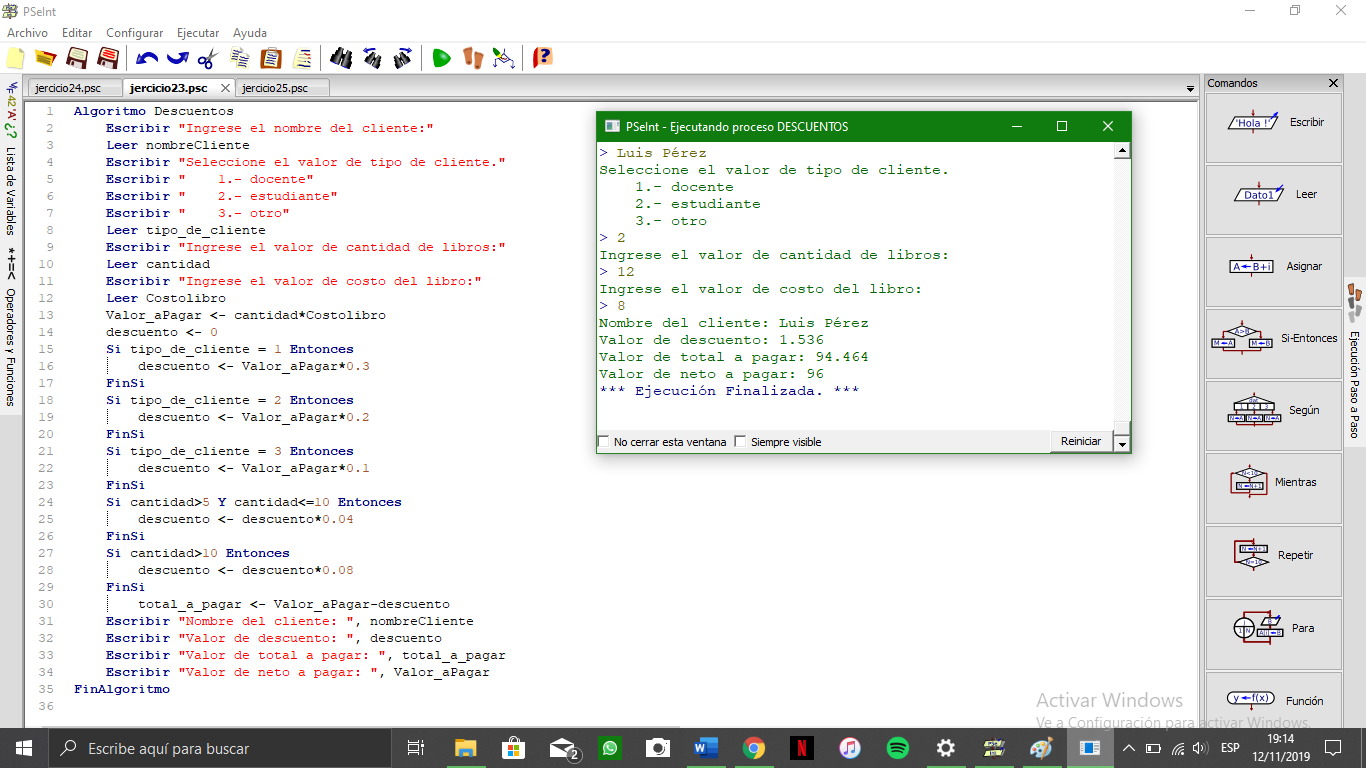 PSeInt
Archivo Editar Configurar Ejecutar Ayuda
jercicio24.psc jercicio23.psc jercicio25.psc
Lista de Variables
Operadores y Funciones
1 Algoritmo Descuentos
2 Escribir "Ingrese el nombre del cliente:"
3 Leer nombreCliente
4 Escribir "Seleccione el valor de tipo de cliente."
5 Escribir "    1.- docente"
6 Escribir "    2.- estudiante"
7 Escribir "    3.- otro"
8 Leer tipo_de_cliente
9 Escribir "Ingrese el valor de cantidad de libros:"
10 Leer cantidad
11 Escribir "Ingrese el valor de costo del libro:"
12 Leer Costolibro
13 Valor_aPagar <- cantidad*Costolibro
14 descuento <- 0
15 Si tipo_de_cliente = 1 Entonces
16 descuento <- Valor_aPagar*0.3
17 FinSi
18 Si tipo_de_cliente = 2 Entonces
19 descuento <- Valor_aPagar*0.2
20 FinSi
21 Si tipo_de_cliente = 3 Entonces
22 descuento <- Valor_aPagar*0.1
23 FinSi
24 Si cantidad>5 Y cantidad<=10 Entonces
25 descuento <- descuento*0.04
26 FinSi
27 Si cantidad>10 Entonces
28 descuento <- descuento*0.08
29 FinSi
30 total_a_pagar <- Valor_aPagar-descuento
31 Escribir "Nombre del cliente: ", nombreCliente
32 Escribir "Valor de descuento: ", descuento
33 Escribir "Valor de total a pagar: ", total_a_pagar
34 Escribir "Valor de neto a pagar: ", Valor_aPagar
35 FinAlgoritmo
36
PSeInt - Ejecutando proceso DESCUENTOS
> Luis Pérez
Seleccione el valor de tipo de cliente.
1.- docente
2.- estudiante
3.- otro
> 2
Ingrese el valor de cantidad de libros:
> 12
Ingrese el valor de costo del libro:
> 8
Nombre del cliente: Luis Pérez
Valor de descuento: 1.536
Valor de total a pagar: 94.464
Valor de neto a pagar: 96
*** Ejecución Finalizada. ***
No cerrar esta ventana Siempre visible Reiniciar
Comandos
'Hola !' Escribir
Dato1 Leer
A←B+i Asignar
A>B M←A M←B Si-Entonces
1 2 3 N←A N←A N←A Según
N<10 N←N+1 Mientras
N←N+1 N=10 Repetir
Para
y←f(x) Función
Ejecución Paso a Paso
Activar Windows
Ve a Configuración para activar Windows.
Escribe aquí para buscar
2
ESP
19:14
12/11/2019